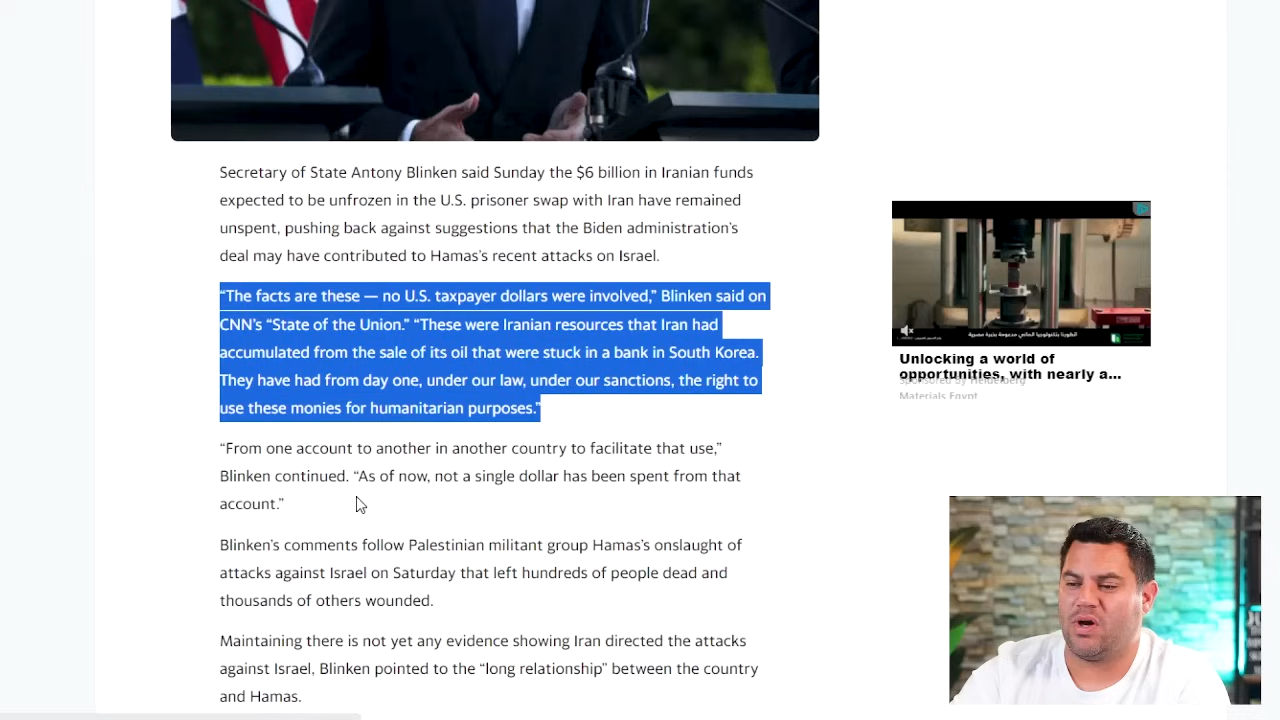 Secretary of State Antony Blinken said Sunday the $6 billion in Iranian funds
expected to be unfrozen in the U.S. prisoner swap with Iran have remained
unspent, pushing back against suggestions that the Biden administration's
deal may have contributed to Hamas's recent attacks on Israel.
“The facts are these — no U.S. taxpayer dollars were involved,” Blinken said on
CNN's “State of the Union.” “These were Iranian resources that Iran had
accumulated from the sale of its oil that were stuck in a bank in South Korea.
They have had from day one, under our law, under our sanctions, the right to
use these monies for humanitarian purposes.”
“From one account to another in another country to facilitate that use,”
Blinken continued. “As of now, not a single dollar has been spent from that
account.”
Blinken's comments follow Palestinian militant group Hamas's onslaught of
attacks against Israel on Saturday that left hundreds of people dead and
thousands of others wounded.
Maintaining there is not yet any evidence showing Iran directed the attacks
against Israel, Blinken pointed to the “long relationship” between the country
and Hamas.
Unlocking a world of
opportunities, with nearly a...
Sponsored by Heidelberg
Materials Egypt